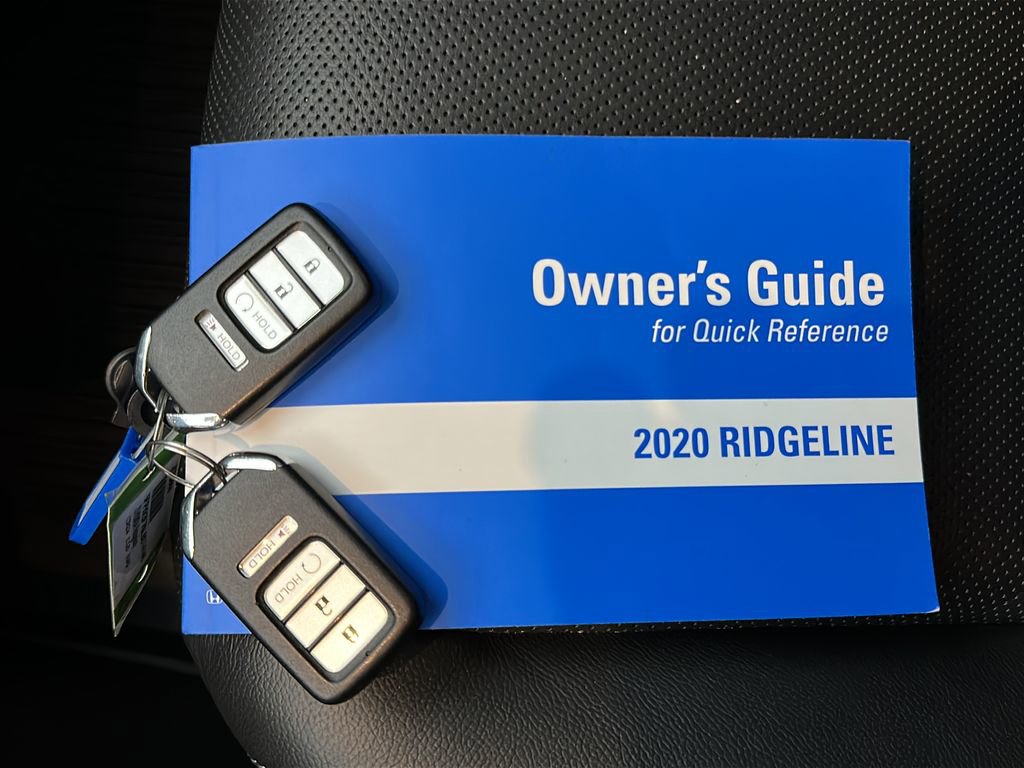 Owner's Guide
for Quick Reference
2020 RIDGELINE
HOLD
HOLD
HOLD
HOLD